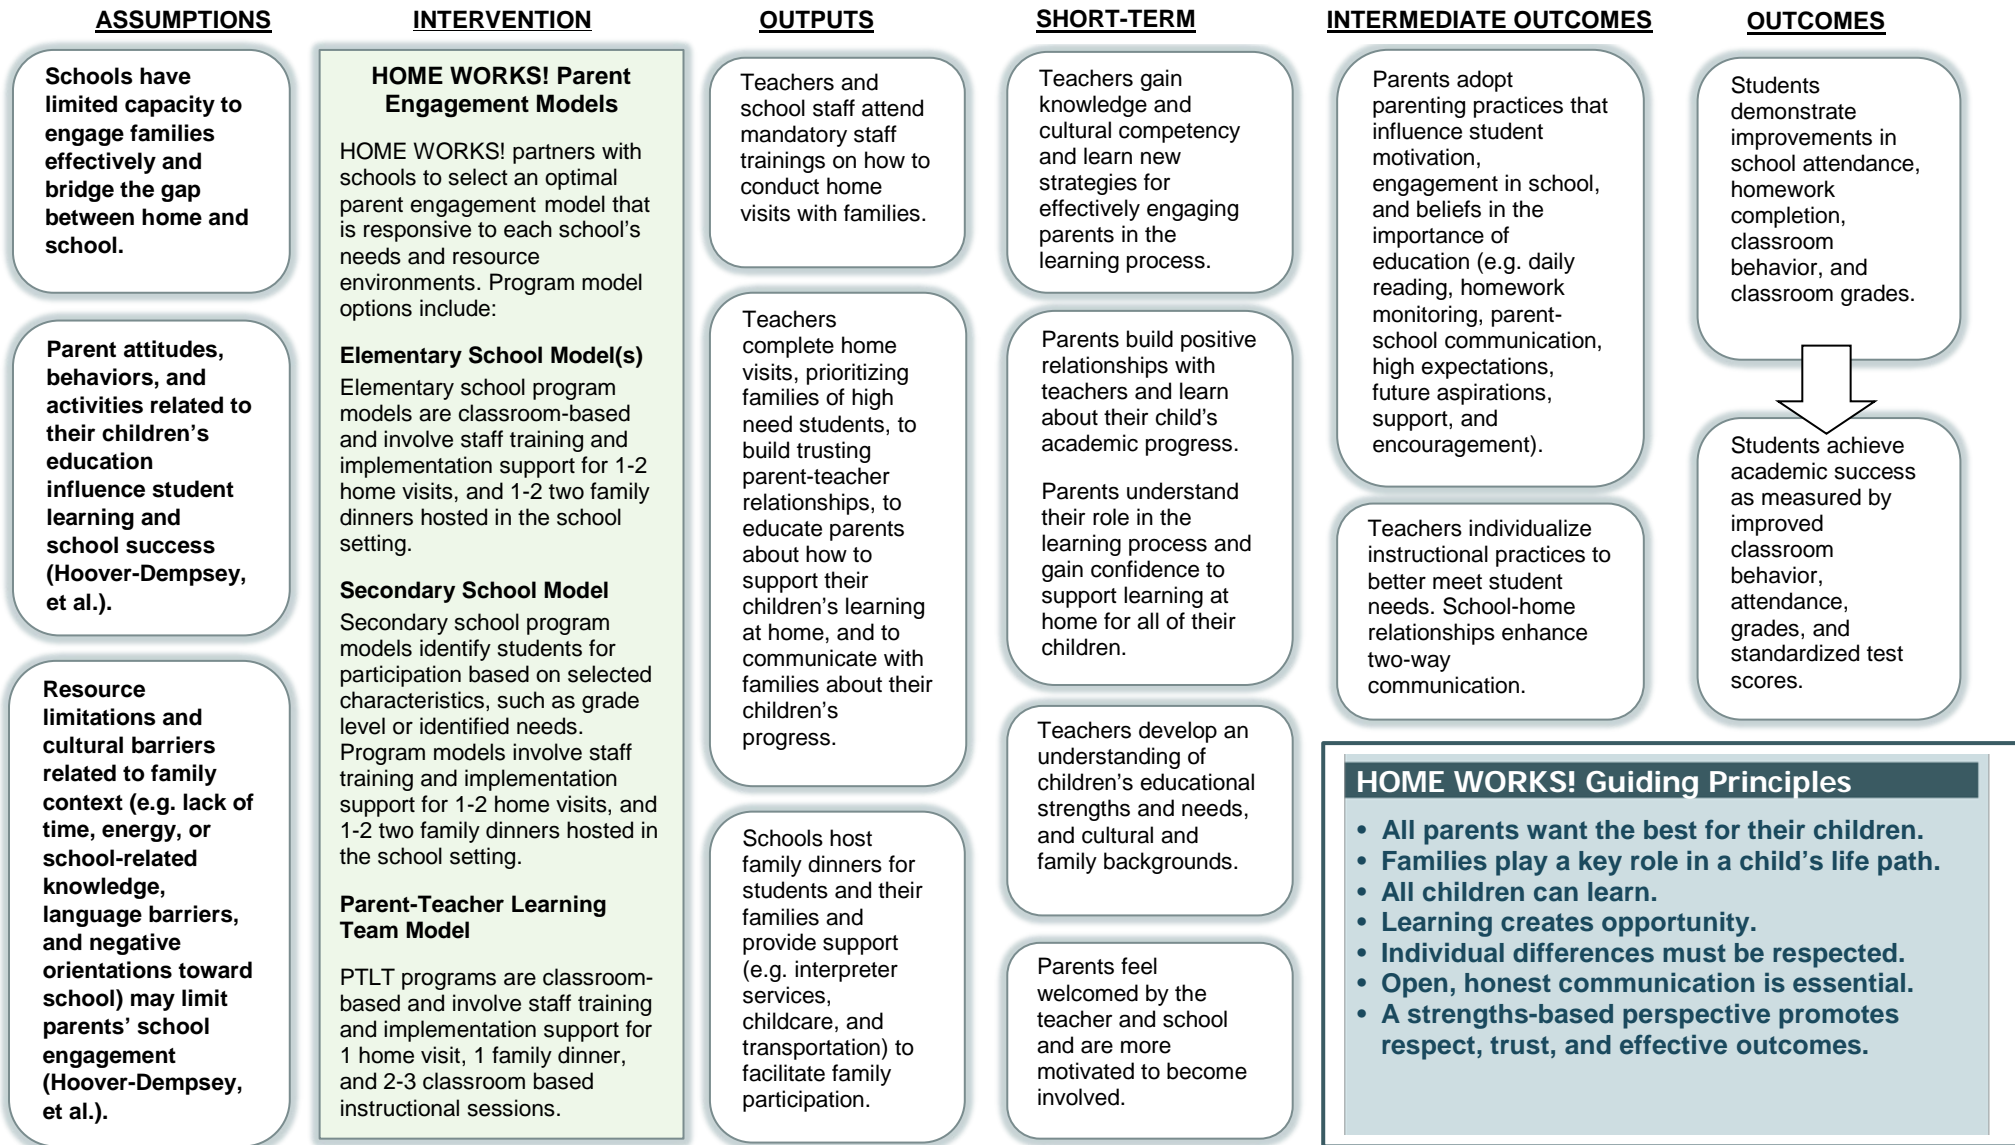 ASSUMPTIONS
Schools have
limited capacity to
engage families
effectively and
bridge the gap
between home and
school.
Parent attitudes,
behaviors, and
activities related to
their children’s
education
influence student
learning and
school success
(Hoover-Dempsey,
et al.).
Resource
limitations and
cultural barriers
related to family
context (e.g. lack of
time, energy, or
school-related
knowledge,
language barriers,
and negative
orientations toward
school) may limit
parents’ school
engagement
(Hoover-Dempsey,
et al.).
INTERVENTION
HOME WORKS! Parent
Engagement Models
HOME WORKS! partners with
schools to select an optimal
parent engagement model that
is responsive to each school’s
needs and resource
environments. Program model
options include:
Elementary School Model(s)
Elementary school program
models are classroom-based
and involve staff training and
implementation support for 1-2
home visits, and 1-2 two family
dinners hosted in the school
setting.
Secondary School Model
Secondary school program
models identify students for
participation based on selected
characteristics, such as grade
level or identified needs.
Program models involve staff
training and implementation
support for 1-2 home visits, and
1-2 two family dinners hosted in
the school setting.
Parent-Teacher Learning
Team Model
PTLT programs are classroom-
based and involve staff training
and implementation support for
1 home visit, 1 family dinner,
and 2-3 classroom based
instructional sessions.
OUTPUTS
Teachers and
school staff attend
mandatory staff
trainings on how to
conduct home
visits with families.
Teachers
complete home
visits, prioritizing
families of high
need students, to
build trusting
parent-teacher
relationships, to
educate parents
about how to
support their
children’s learning
at home, and to
communicate with
families about their
children’s
progress.
Schools host
family dinners for
students and their
families and
provide support
(e.g. interpreter
services,
childcare, and
transportation) to
facilitate family
participation.
SHORT-TERM
Teachers gain
knowledge and
cultural competency
and learn new
strategies for
effectively engaging
parents in the
learning process.
Parents build positive
relationships with
teachers and learn
about their child’s
academic progress.
Parents understand
their role in the
learning process and
gain confidence to
support learning at
home for all of their
children.
Teachers develop an
understanding of
children’s educational
strengths and needs,
and cultural and
family backgrounds.
Parents feel
welcomed by the
teacher and school
and are more
motivated to become
involved.
INTERMEDIATE OUTCOMES
Parents adopt
parenting practices that
influence student
motivation,
engagement in school,
and beliefs in the
importance of
education (e.g. daily
reading, homework
monitoring, parent-
school communication,
high expectations,
future aspirations,
support, and
encouragement).
Teachers individualize
instructional practices to
better meet student
needs. School-home
relationships enhance
two-way
communication.
OUTCOMES
Students
demonstrate
improvements in
school attendance,
homework
completion,
classroom
behavior, and
classroom grades.
Students achieve
academic success
as measured by
improved
classroom
behavior,
attendance,
grades, and
standardized test
scores.
HOME WORKS! Guiding Principles
• All parents want the best for their children.
• Families play a key role in a child’s life path.
• All children can learn.
• Learning creates opportunity.
• Individual differences must be respected.
• Open, honest communication is essential.
• A strengths-based perspective promotes
respect, trust, and effective outcomes.